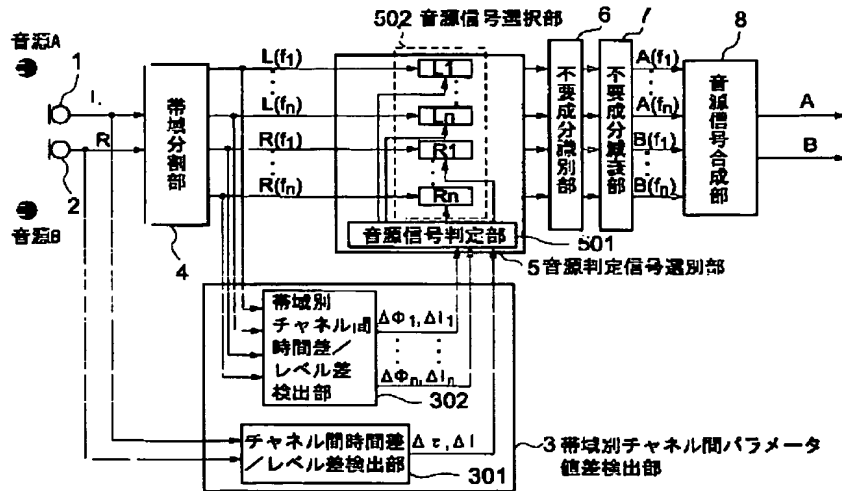 音源A
音源B
1
L
R
2
帯域分割部
4
L(f1)
L(fn)
R(f1)
R(fn)
502 音源信号選択部
L1
Ln
R1
Rn
音源信号判定部
501
5 音源判定信号選別部
6
不要成分識別部
7
不要成分減衰部
A(f1)
A(fn)
B(f1)
B(fn)
8
音源信号合成部
A
B
帯域別
チャネル間
時間差/
レベル差
検出部
302
ΔΦ1,Δl1
ΔΦn,Δln
チャネル間時間差
/レベル差検出部
301
Δτ,Δl
3 帯域別チャネル間パラメータ
値差検出部